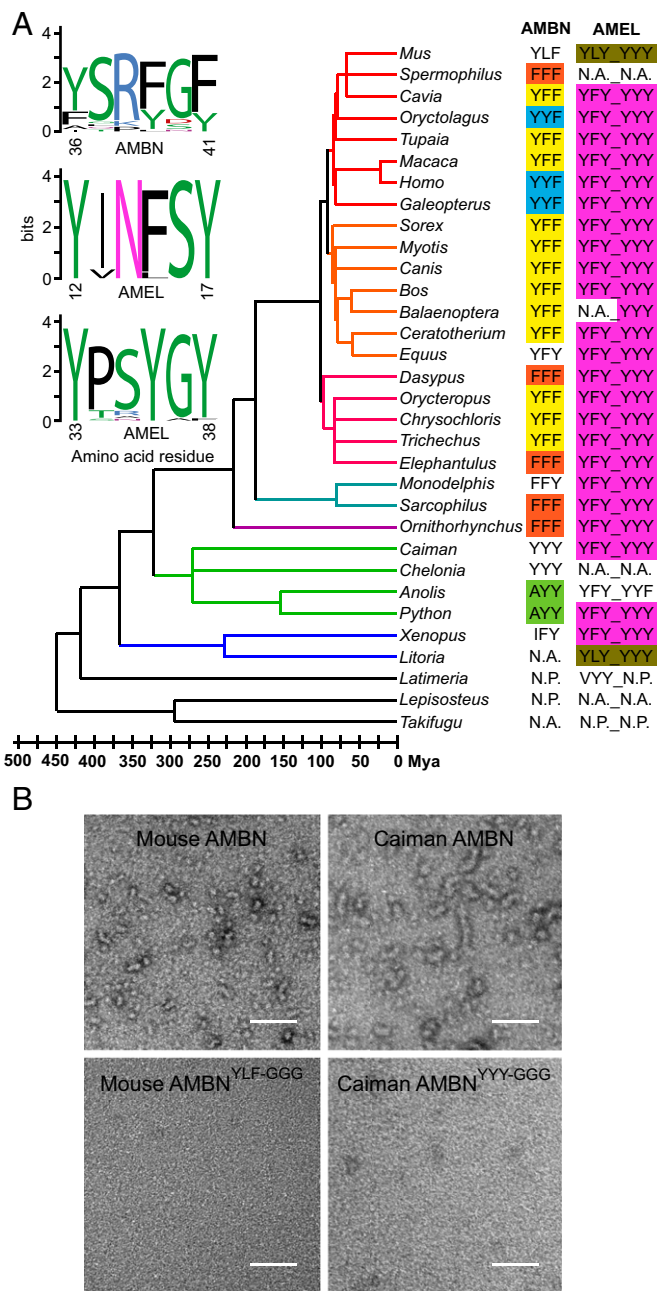 A
AMBN AMEL
4
2
0
YSRFGF
36 AMBN 41
bits
4
2
0
Y NFSY
12 AMEL 17
4
2
0
YPSYGY
33 AMEL 38
Amino acid residue
Mus YLF YLY_YYY
Spermophilus FFF N.A._N.A.
Cavia YFF YFY_YYY
Oryctolagus YYF YFY_YYY
Tupaia YFF YFY_YYY
Macaca YFF YFY_YYY
Homo YYF YFY_YYY
Galeopterus YYF YFY_YYY
Sorex YFF YFY_YYY
Myotis YFF YFY_YYY
Canis YFF YFY_YYY
Bos YFF YFY_YYY
Balaenoptera YFF N.A._YYY
Ceratotherium YFF YFY_YYY
Equus YFY YFY_YYY
Dasypus FFF YFY_YYY
Orycteropus YFF YFY_YYY
Chrysochloris YFF YFY_YYY
Trichechus YFF YFY_YYY
Elephantulus FFF YFY_YYY
Monodelphis FFY YFY_YYY
Sarcophilus FFF YFY_YYY
Ornithorhynchus FFF YFY_YYY
Caiman YYY YFY_YYY
Chelonia YYY N.A._N.A.
Anolis AYY YFY_YYF
Python AYY YFY_YYY
Xenopus IFY YFY_YYY
Litoria N.A. YLY_YYY
Latimeria N.P. VYY_N.P.
Lepisosteus N.P. N.A._N.A.
Takifugu N.A. N.P._N.P.
500 450 400 350 300 250 200 150 100 50 0 Mya
B
Mouse AMBN
Caiman AMBN
Mouse AMBN YLF-GGG
Caiman AMBN YYY-GGG